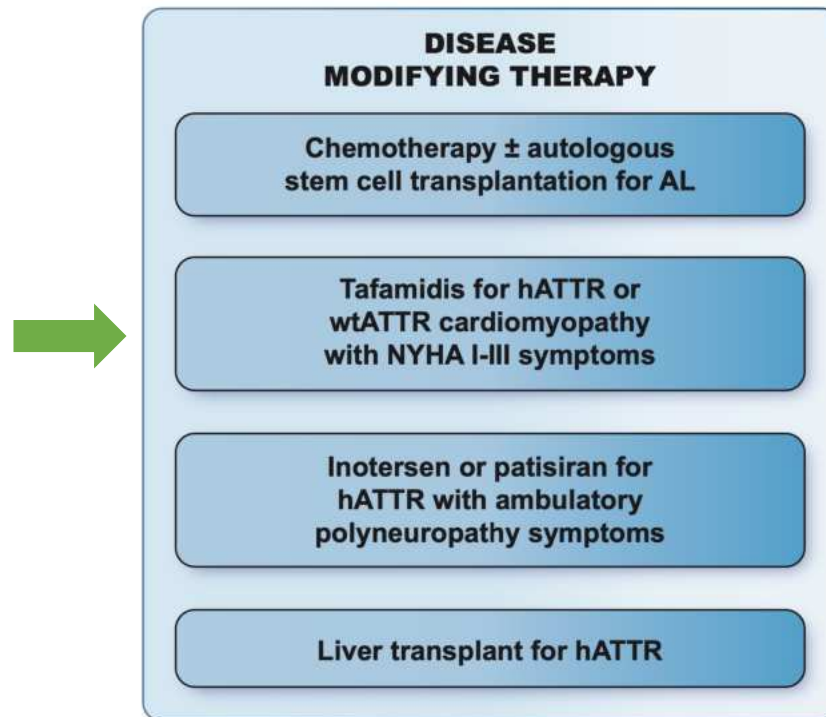 DISEASE
MODIFYING THERAPY
Chemotherapy ± autologous
stem cell transplantation for AL
Tafamidis for hATTR or
wtATTR cardiomyopathy
with NYHA I-III symptoms
Inotersen or patisiran for
hATTR with ambulatory
polyneuropathy symptoms
Liver transplant for hATTR